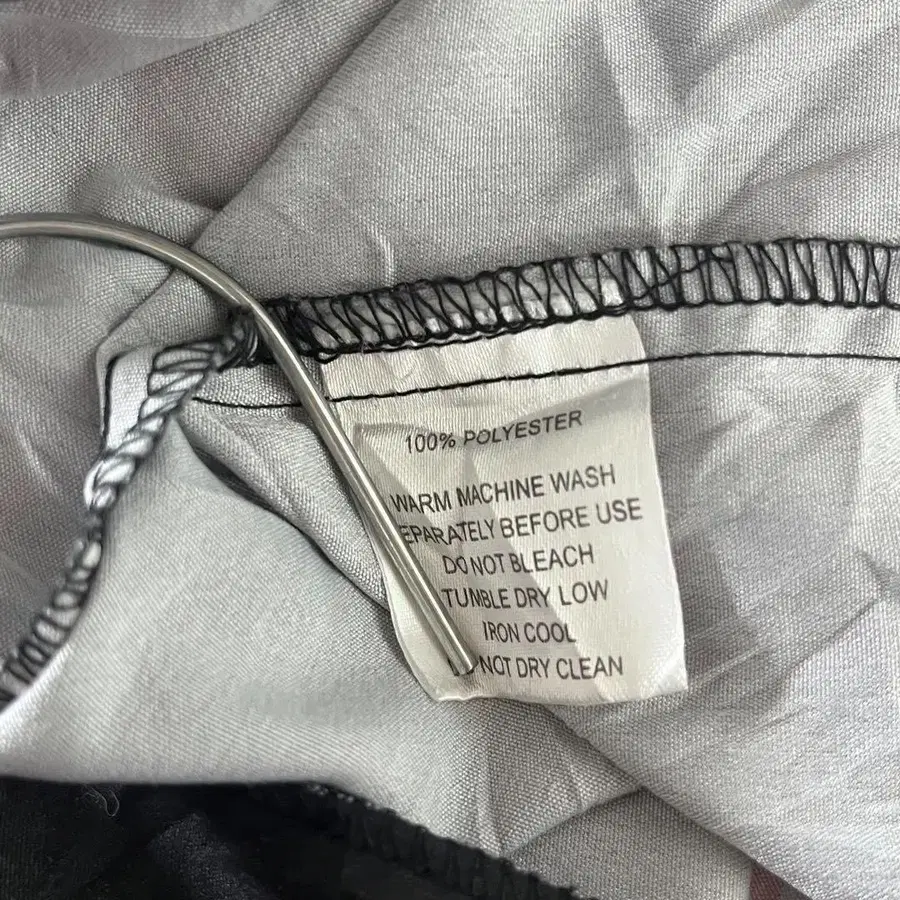 100% POLYESTER
WARM MACHINE WASH
EPARATELY BEFORE USE
DO NOT BLEACH
TUMBLE DRY LOW
IRON COOL
DO NOT DRY CLEAN